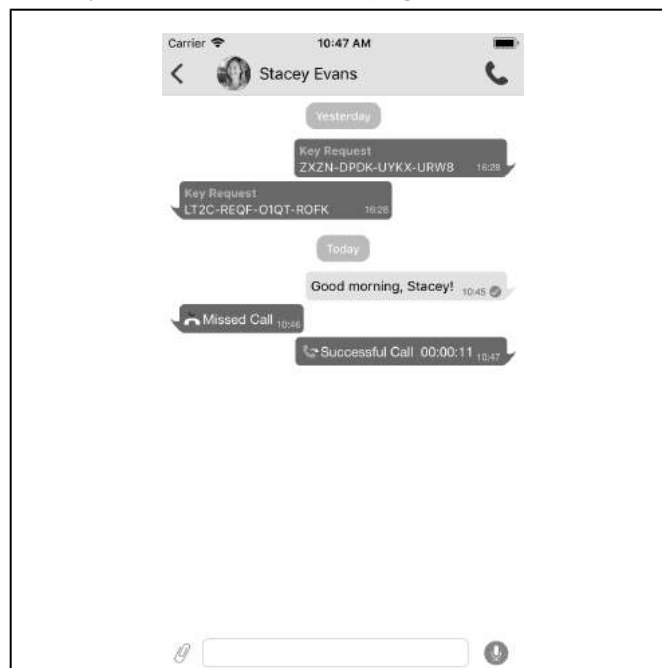 Carrier 10:47 AM
Stacey Evans
Yesterday
Key Request
ZXZN-DPDK-UYKX-URW8 16:28
Key Request
LT2C-REQF-O1QT-ROFK 16:28
Today
Good morning, Stacey! 10:45
Missed Call 10:46
Successful Call 00:00:11 10:47